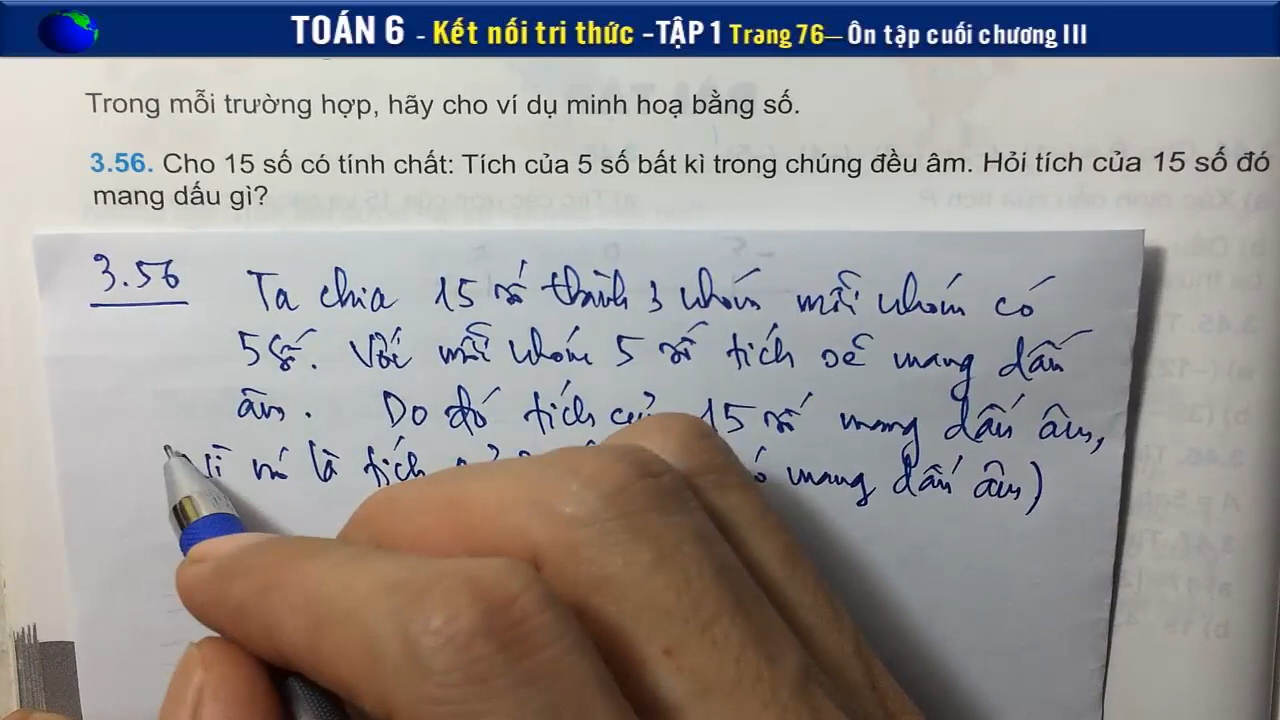 TOÁN 6 - Kết nối tri thức -TẬP 1 Trang 76– Ôn tập cuối chương III
Trong mỗi trường hợp, hãy cho ví dụ minh hoạ bằng số.
3.56. Cho 15 số có tính chất: Tích của 5 số bất kì trong chúng đều âm. Hỏi tích của 15 số đó
mang dấu gì?
3.56 Ta chia 15 số thành 3 nhóm mỗi nhóm có
5 số. Với mỗi nhóm 5 số tích sẽ mang dấu
âm. Do đó tích của 15 số mang dấu âm,
vì nó là tích mang dấu âm)